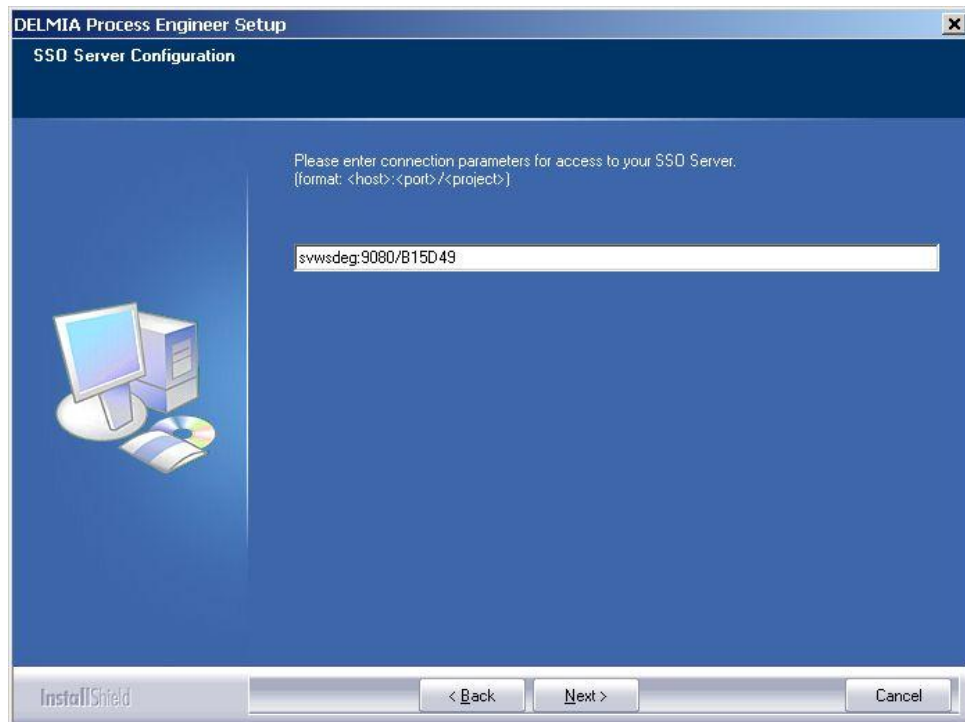 DELMIA Process Engineer Setup
SSO Server Configuration
Please enter connection parameters for access to your SSO Server.
(format: <host>:<port>/<project>)
svwsdeg:9080/B15D49
InstallShield
< Back
Next >
Cancel